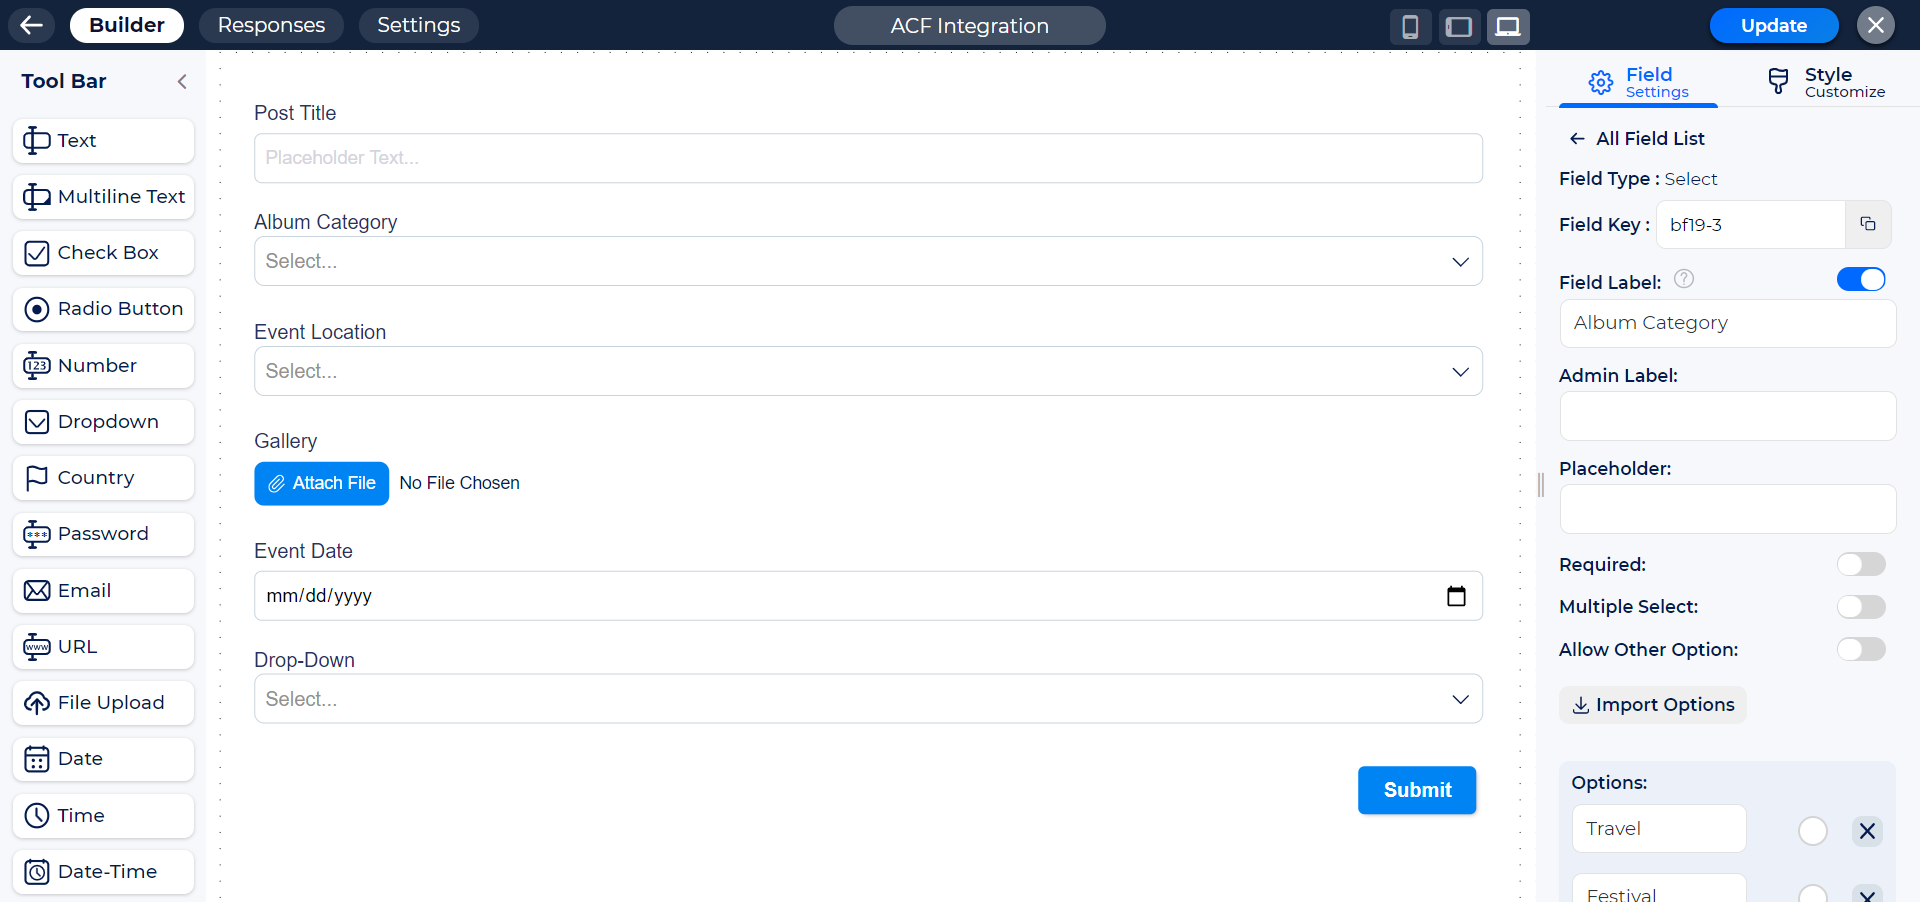 Builder
Responses
Settings
ACF Integration
Update
Tool Bar
Text
Multiline Text
Check Box
Radio Button
123
Number
Dropdown
Country
***
Password
Email
www
URL
File Upload
Date
Time
Date-Time
Post Title
Placeholder Text...
Album Category
Select...
Event Location
Select...
Gallery
Attach File
No File Chosen
Event Date
mm/dd/yyyy
Drop-Down
Select...
Submit
Field
Settings
Style
Customize
All Field List
Field Type : Select
Field Key : bf19-3
Field Label: ?
Album Category
Admin Label:
Placeholder:
Required:
Multiple Select:
Allow Other Option:
Import Options
Options:
Travel
Festival